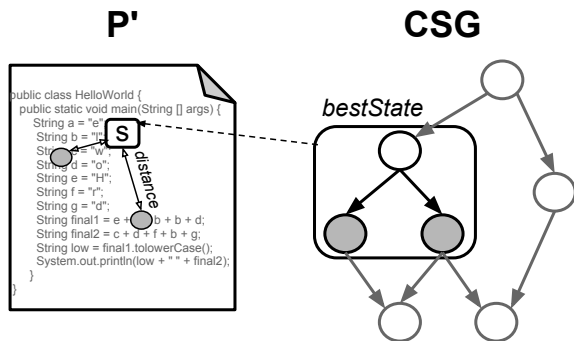 P'
CSG
public class HelloWorld {
public static void main(String [] args) {
bestState
String a = "e"
S
String b = "l"
= "w";
String d = "o";
distance
String e = "H";
String f = "r";
String g = "d";
String final1 = e + b + b + d;
String final2 = c + d + f + b + g;
String low = final1.tolowerCase();
System.out.println(low + " " + final2);
}
}